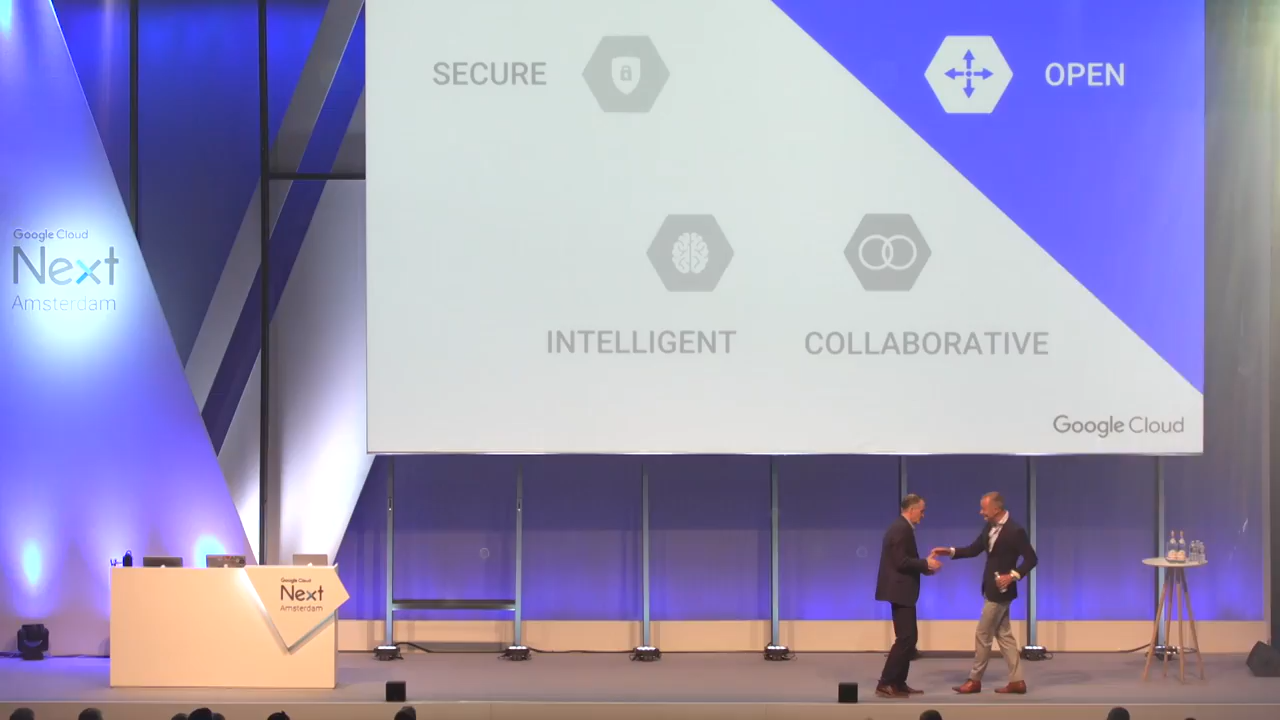 SECURE
OPEN
INTELLIGENT
COLLABORATIVE
Google Cloud
Google Cloud
Next
Amsterdam
Google Cloud
Next
Amsterdam